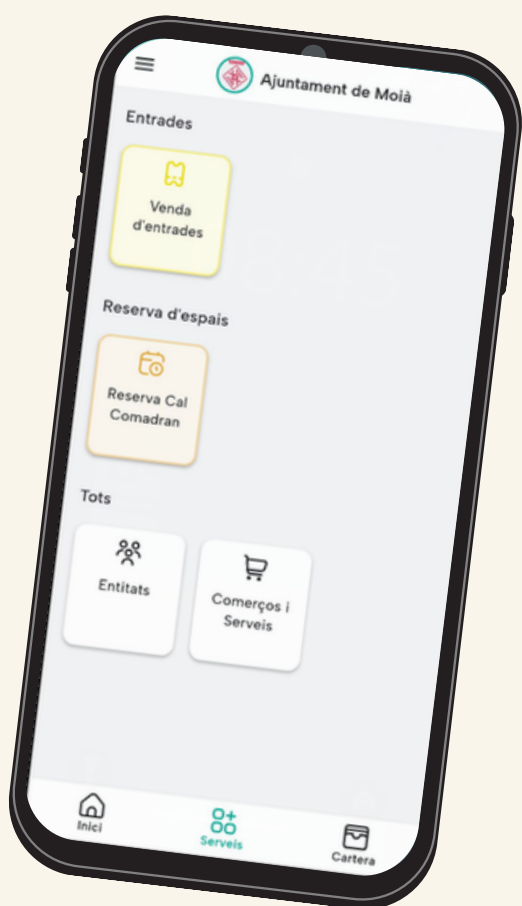 Ajuntament de Moià
Entrades
Venda
d'entrades
Reserva d'espais
Reserva Cal
Comadran
Tots
Entitats
Comerços i
Serveis
Inici
Serveis
Cartera